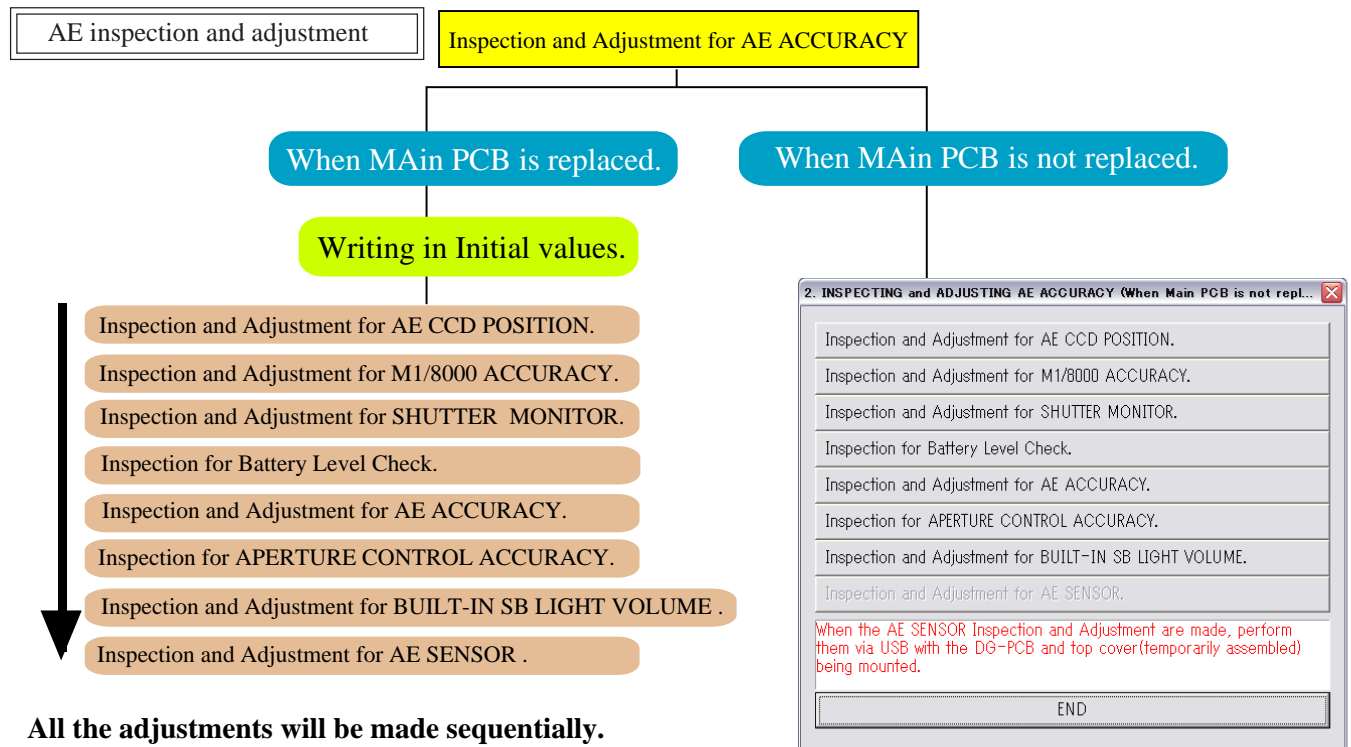 AE inspection and adjustment
Inspection and Adjustment for AE ACCURACY
When MAin PCB is replaced.
When MAin PCB is not replaced.
Writing in Initial values.
Inspection and Adjustment for AE CCD POSITION.
Inspection and Adjustment for M1/8000 ACCURACY.
Inspection and Adjustment for SHUTTER MONITOR.
Inspection for Battery Level Check.
Inspection and Adjustment for AE ACCURACY.
Inspection for APERTURE CONTROL ACCURACY.
Inspection and Adjustment for BUILT-IN SB LIGHT VOLUME .
Inspection and Adjustment for AE SENSOR .
All the adjustments will be made sequentially.
2. INSPECTING and ADJUSTING AE ACCURACY (When Main PCB is not repl...
Inspection and Adjustment for AE CCD POSITION.
Inspection and Adjustment for M1/8000 ACCURACY.
Inspection and Adjustment for SHUTTER MONITOR.
Inspection for Battery Level Check.
Inspection and Adjustment for AE ACCURACY.
Inspection for APERTURE CONTROL ACCURACY.
Inspection and Adjustment for BUILT-IN SB LIGHT VOLUME.
Inspection and Adjustment for AE SENSOR.
When the AE SENSOR Inspection and Adjustment are made, perform
them via USB with the DG-PCB and top cover(temporarily assembled)
being mounted.
END